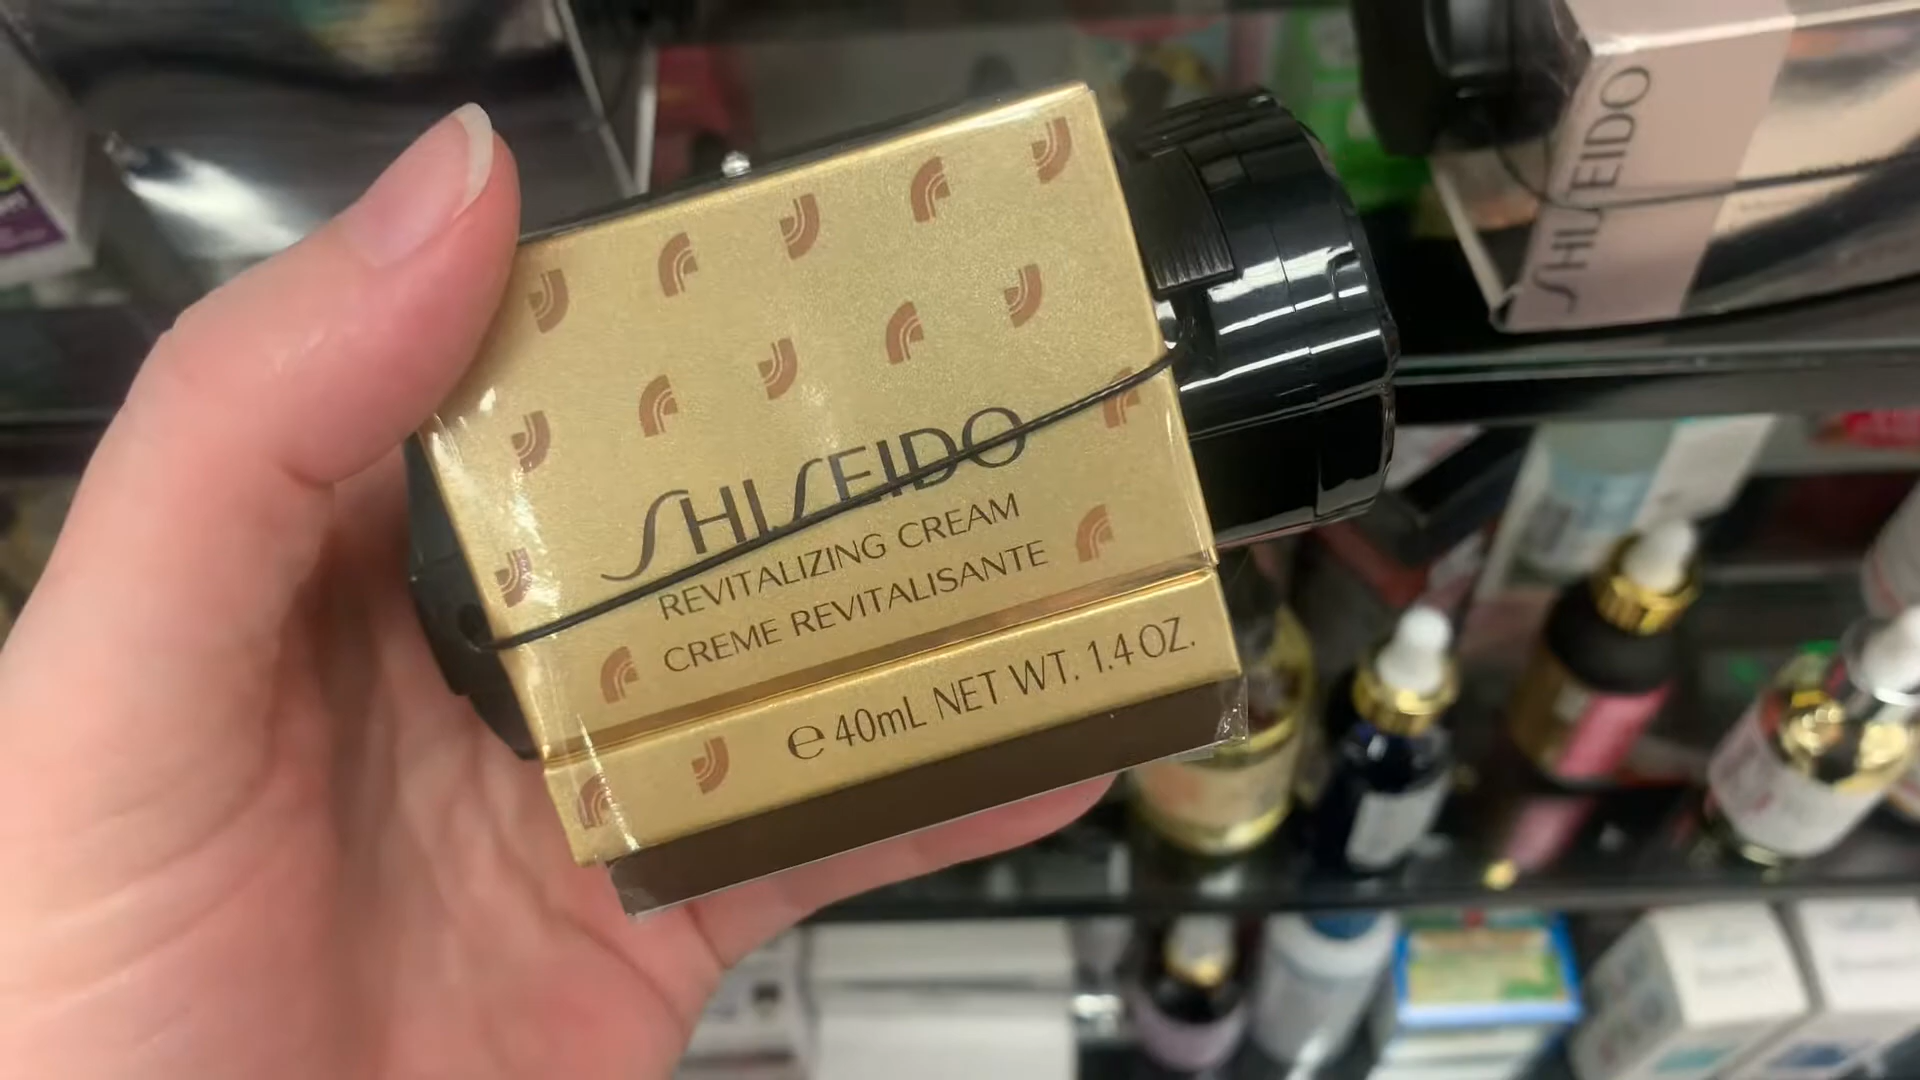 SHISEIDO
REVITALIZING CREAM
CREME REVITALISANTE
℮ 40mL NET WT. 1.4 OZ.
SHISEIDO